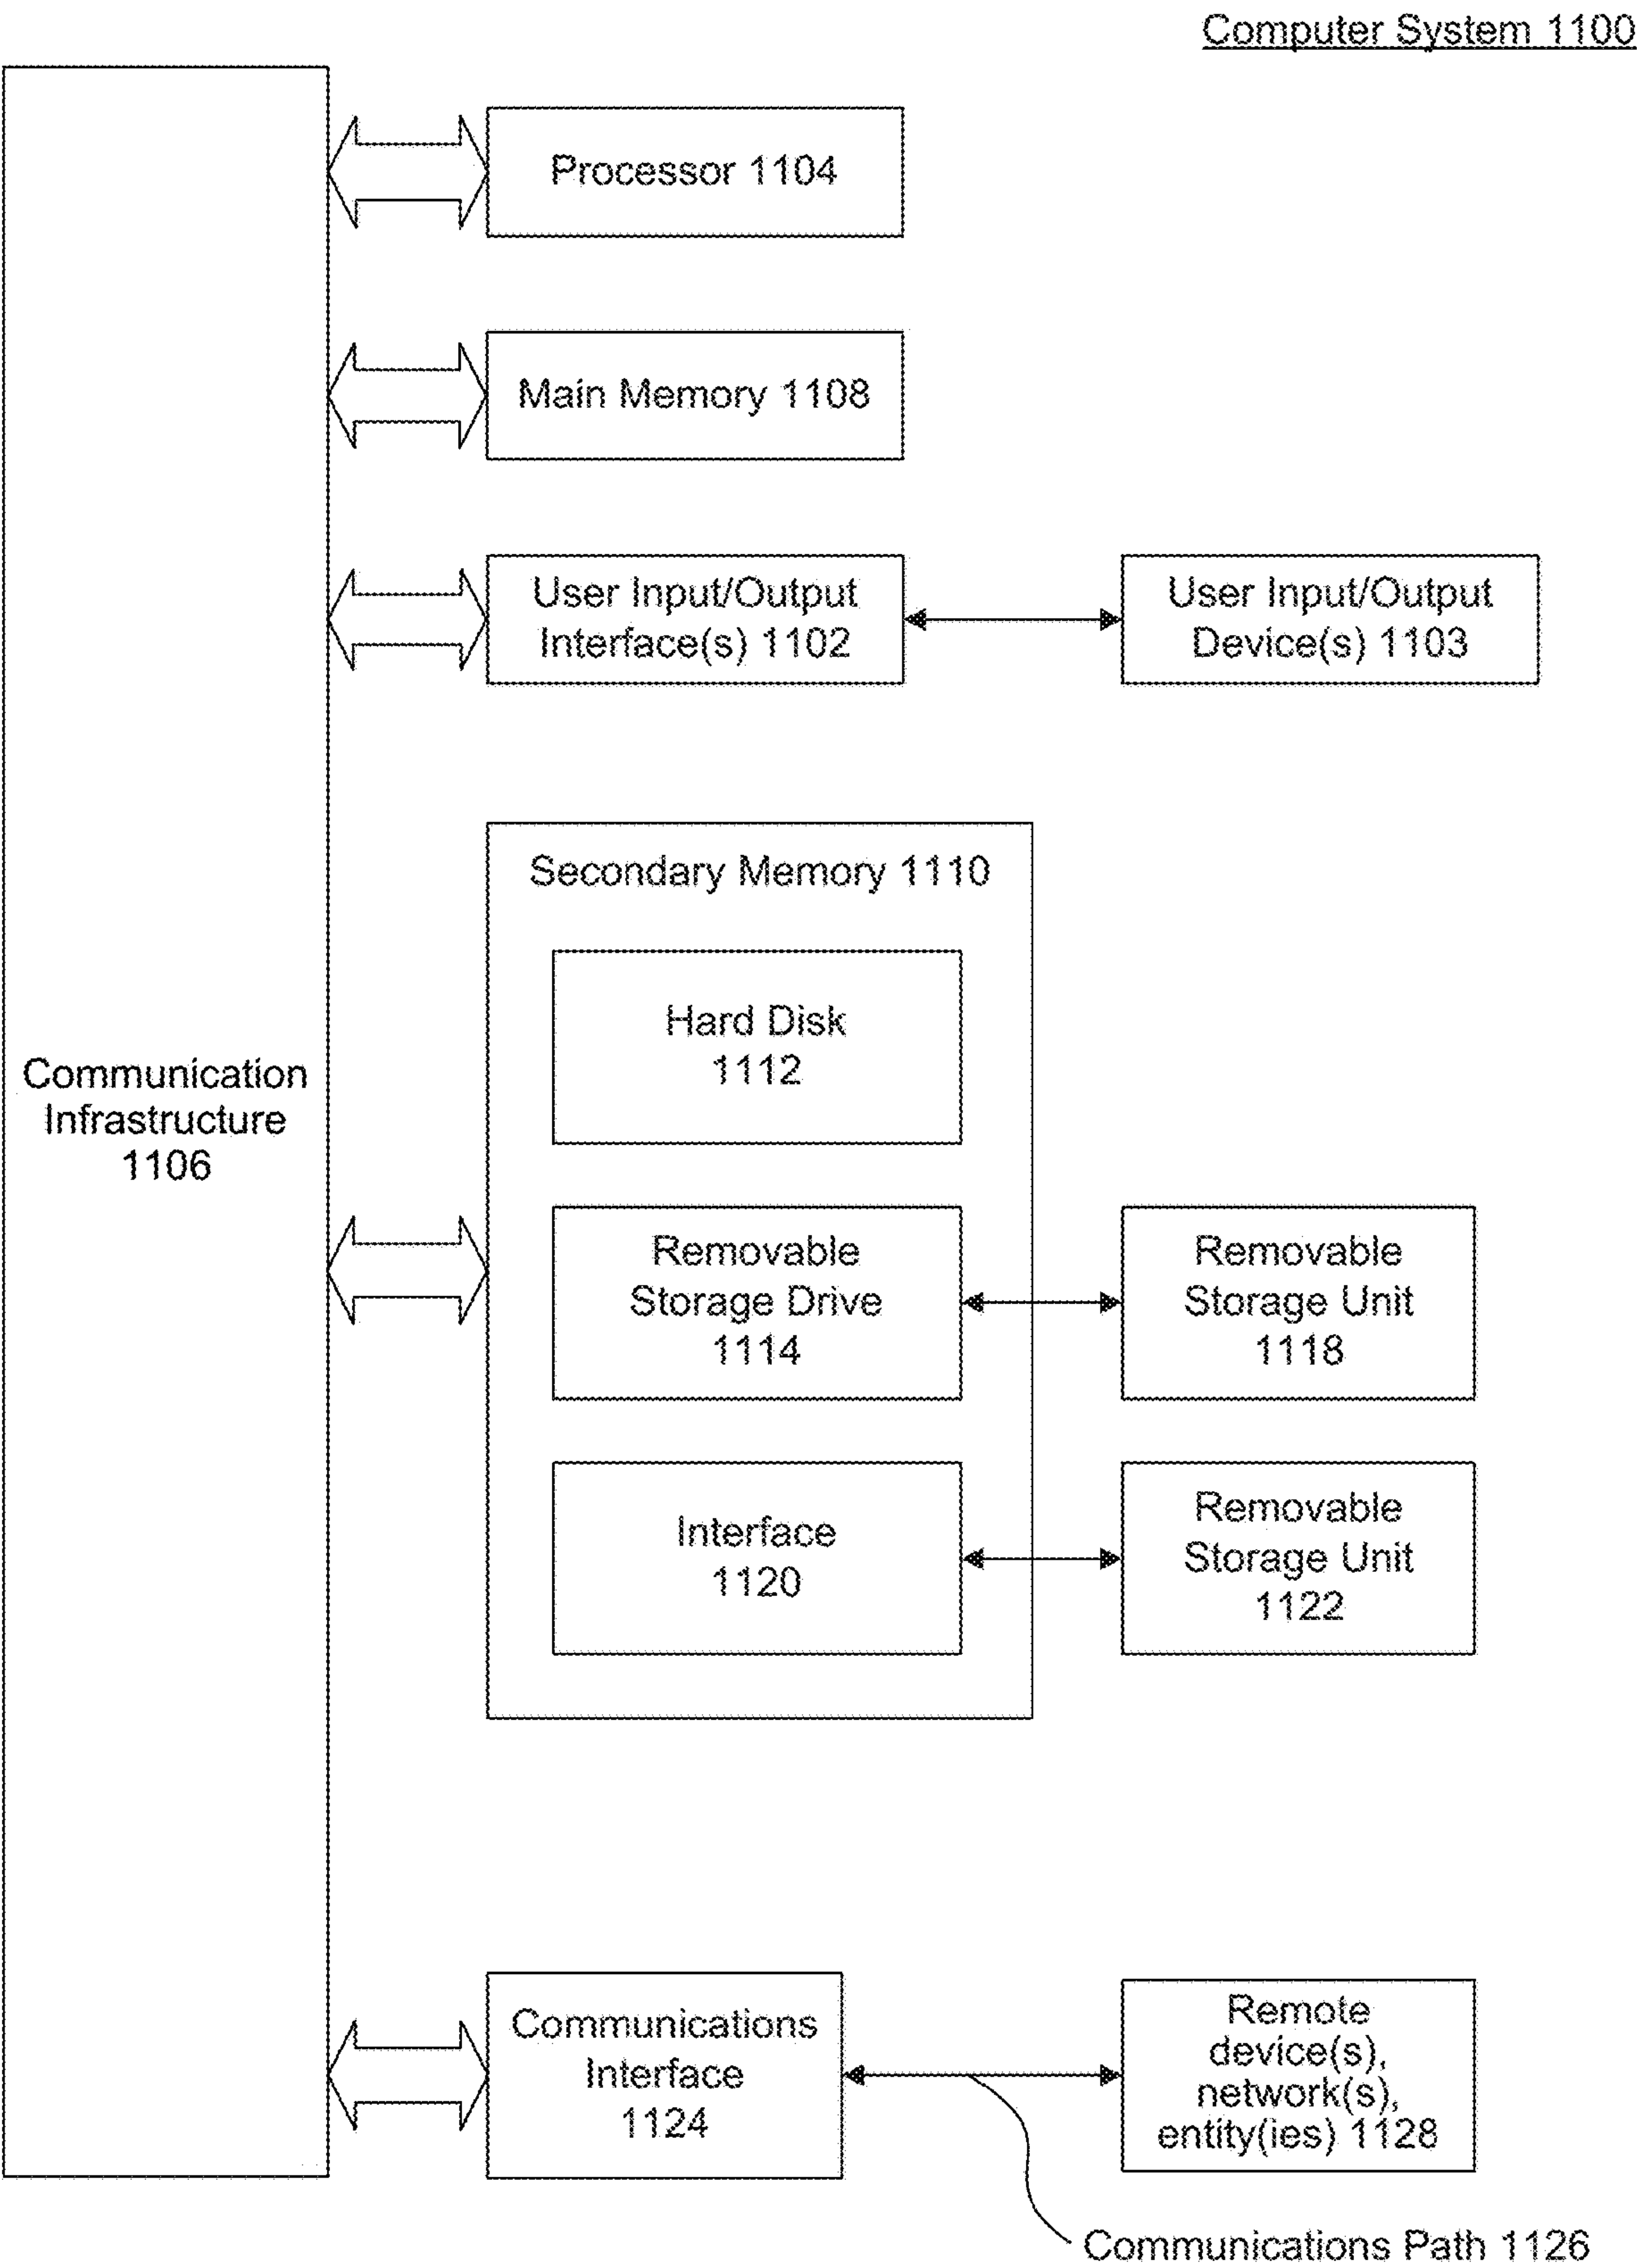 Computer System 1100
Processor 1104
Main Memory 1108
User Input/Output
Interface(s) 1102
User Input/Output
Device(s) 1103
Secondary Memory 1110
Hard Disk
1112
Communication
Infrastructure
1106
Removable
Storage Drive
1114
Removable
Storage Unit
1118
Interface
1120
Removable
Storage Unit
1122
Communications
Interface
1124
Remote
device(s),
network(s),
entity(ies) 1128
Communications Path 1126